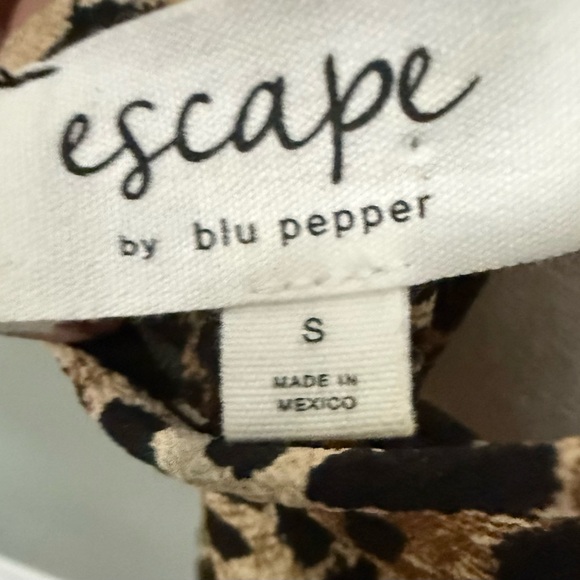 escape
by blu pepper
S
MADE IN
MEXICO